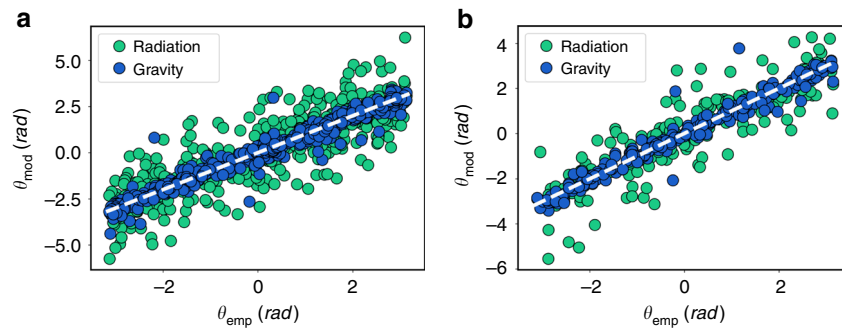 a
Radiation
Gravity
5.0
2.5
0.0
−2.5
−5.0
θmod (rad)
−2
0
2
θemp (rad)
b
Radiation
Gravity
4
2
0
−2
−4
−6
θmod (rad)
−2
0
2
θemp (rad)